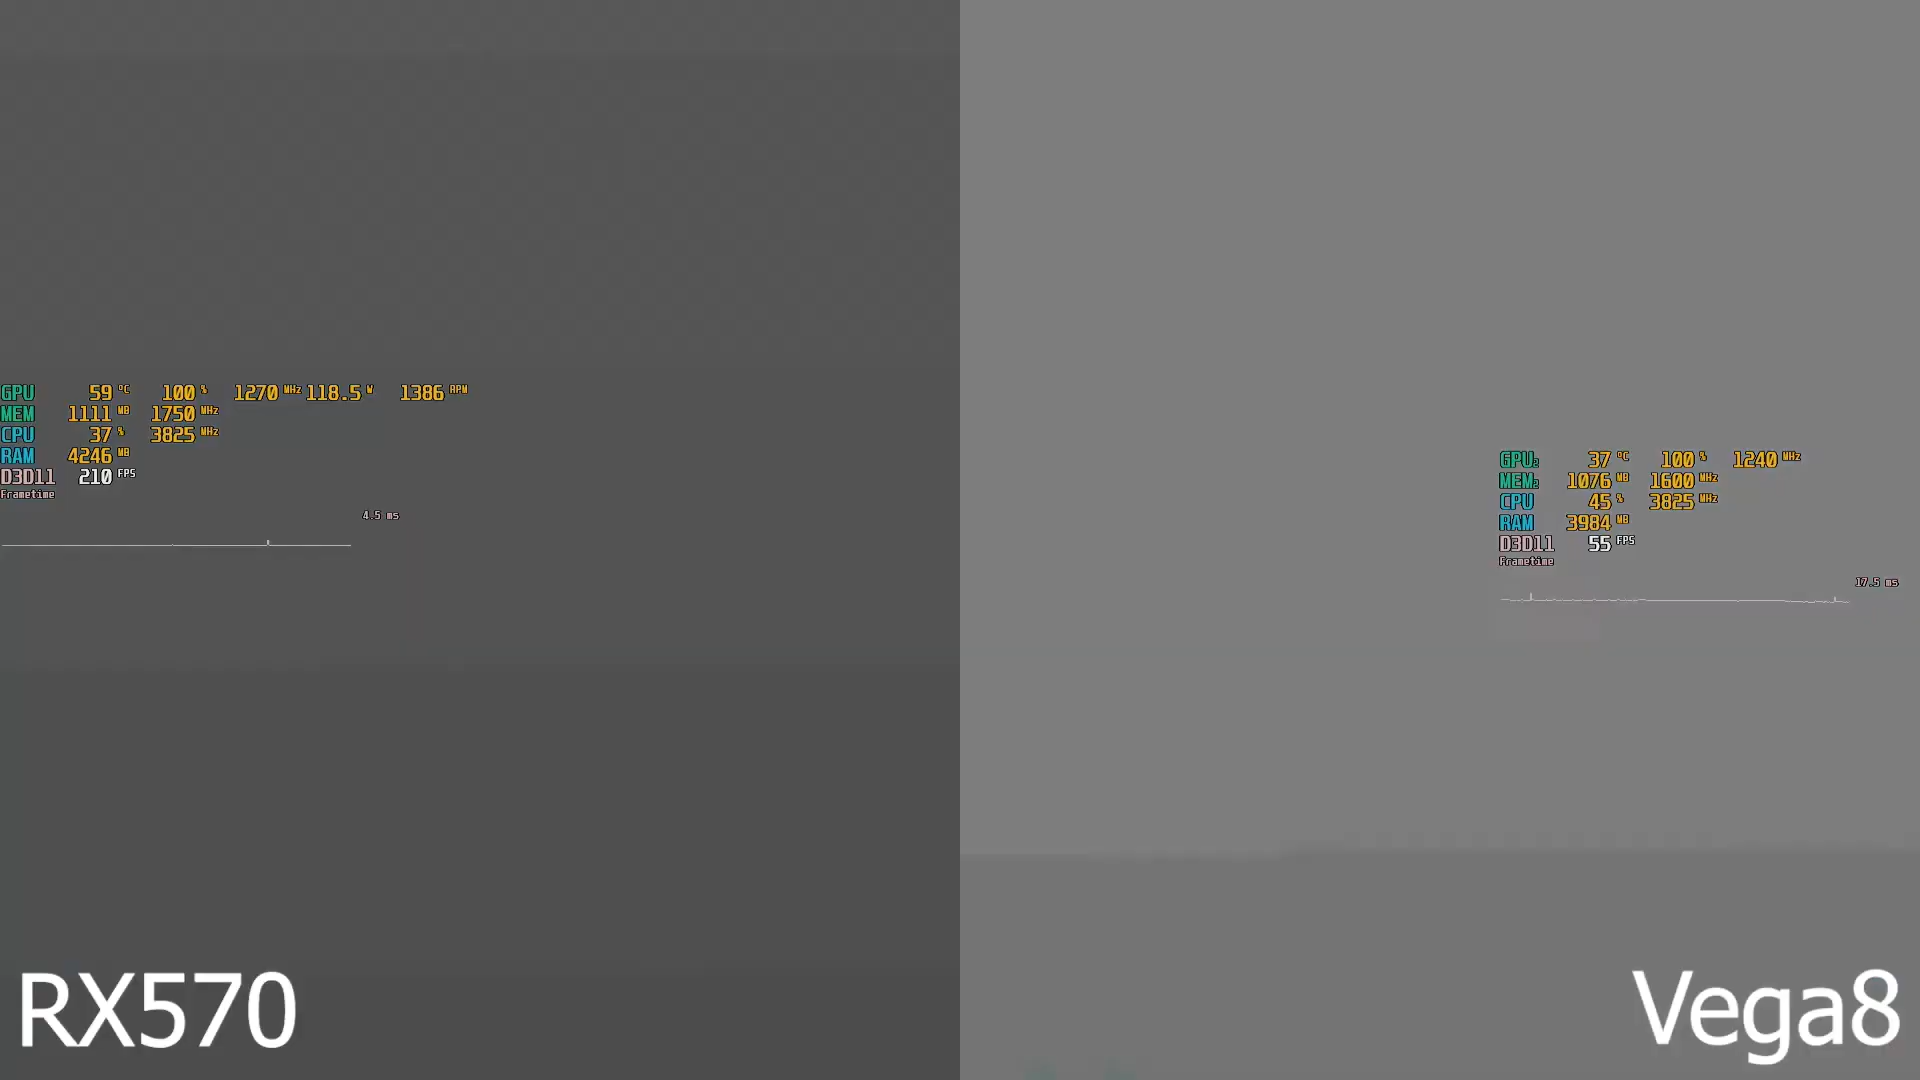 GPU 59 °C 100 % 1270 MHz 118.5 W 1386 RPM
MEM 1111 MB 1750 MHz
CPU 37 % 3825 MHz
RAM 4246 MB
D3D11 210 FPS
Frametime
4.5 ms
GPU2 37 °C 100 % 1240 MHz
MEM2 1076 MB 1600 MHz
CPU 45 % 3825 MHz
RAM 3984 MB
D3D11 55 FPS
Frametime
17.5 ms
RX570
Vega8